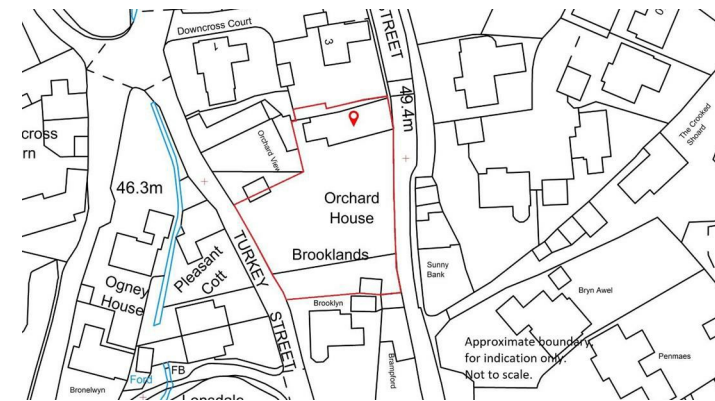 Downcross Court
1
3
STREET
49.4m
cross
rn
Orchard View
The Crooked
Shoard
46.3m
Orchard
House
TURKEY
STREET
Brooklands
Pleasant
Cott
Ogney
House
Sunny
Bank
Bryn Awel
Brooklyn
Approximate boundary,
for indication only.
Not to scale.
Penmaes
Brampford
Bronelwyn
Ford
FB
Lonsdale